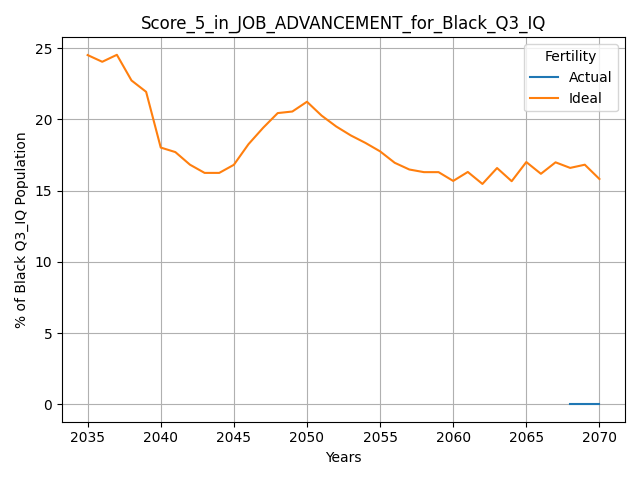 Score_5_in_JOB_ADVANCEMENT_for_Black_Q3_IQ
Fertility
Actual
Ideal
% of Black Q3_IQ Population
25
20
15
10
5
0
2035 2040 2045 2050 2055 2060 2065 2070
Years